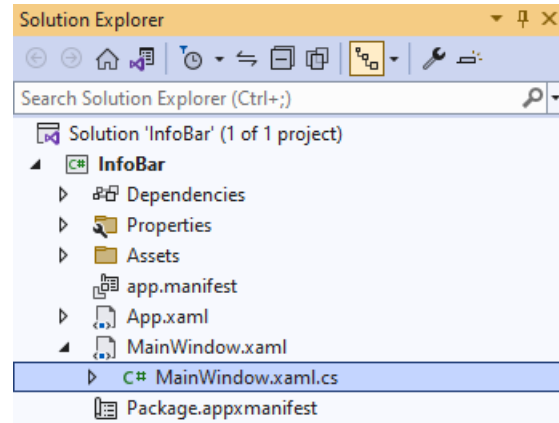 Solution Explorer
Search Solution Explorer (Ctrl+;)
Solution 'InfoBar' (1 of 1 project)
C# InfoBar
Dependencies
Properties
Assets
app.manifest
App.xaml
MainWindow.xaml
C# MainWindow.xaml.cs
Package.appxmanifest